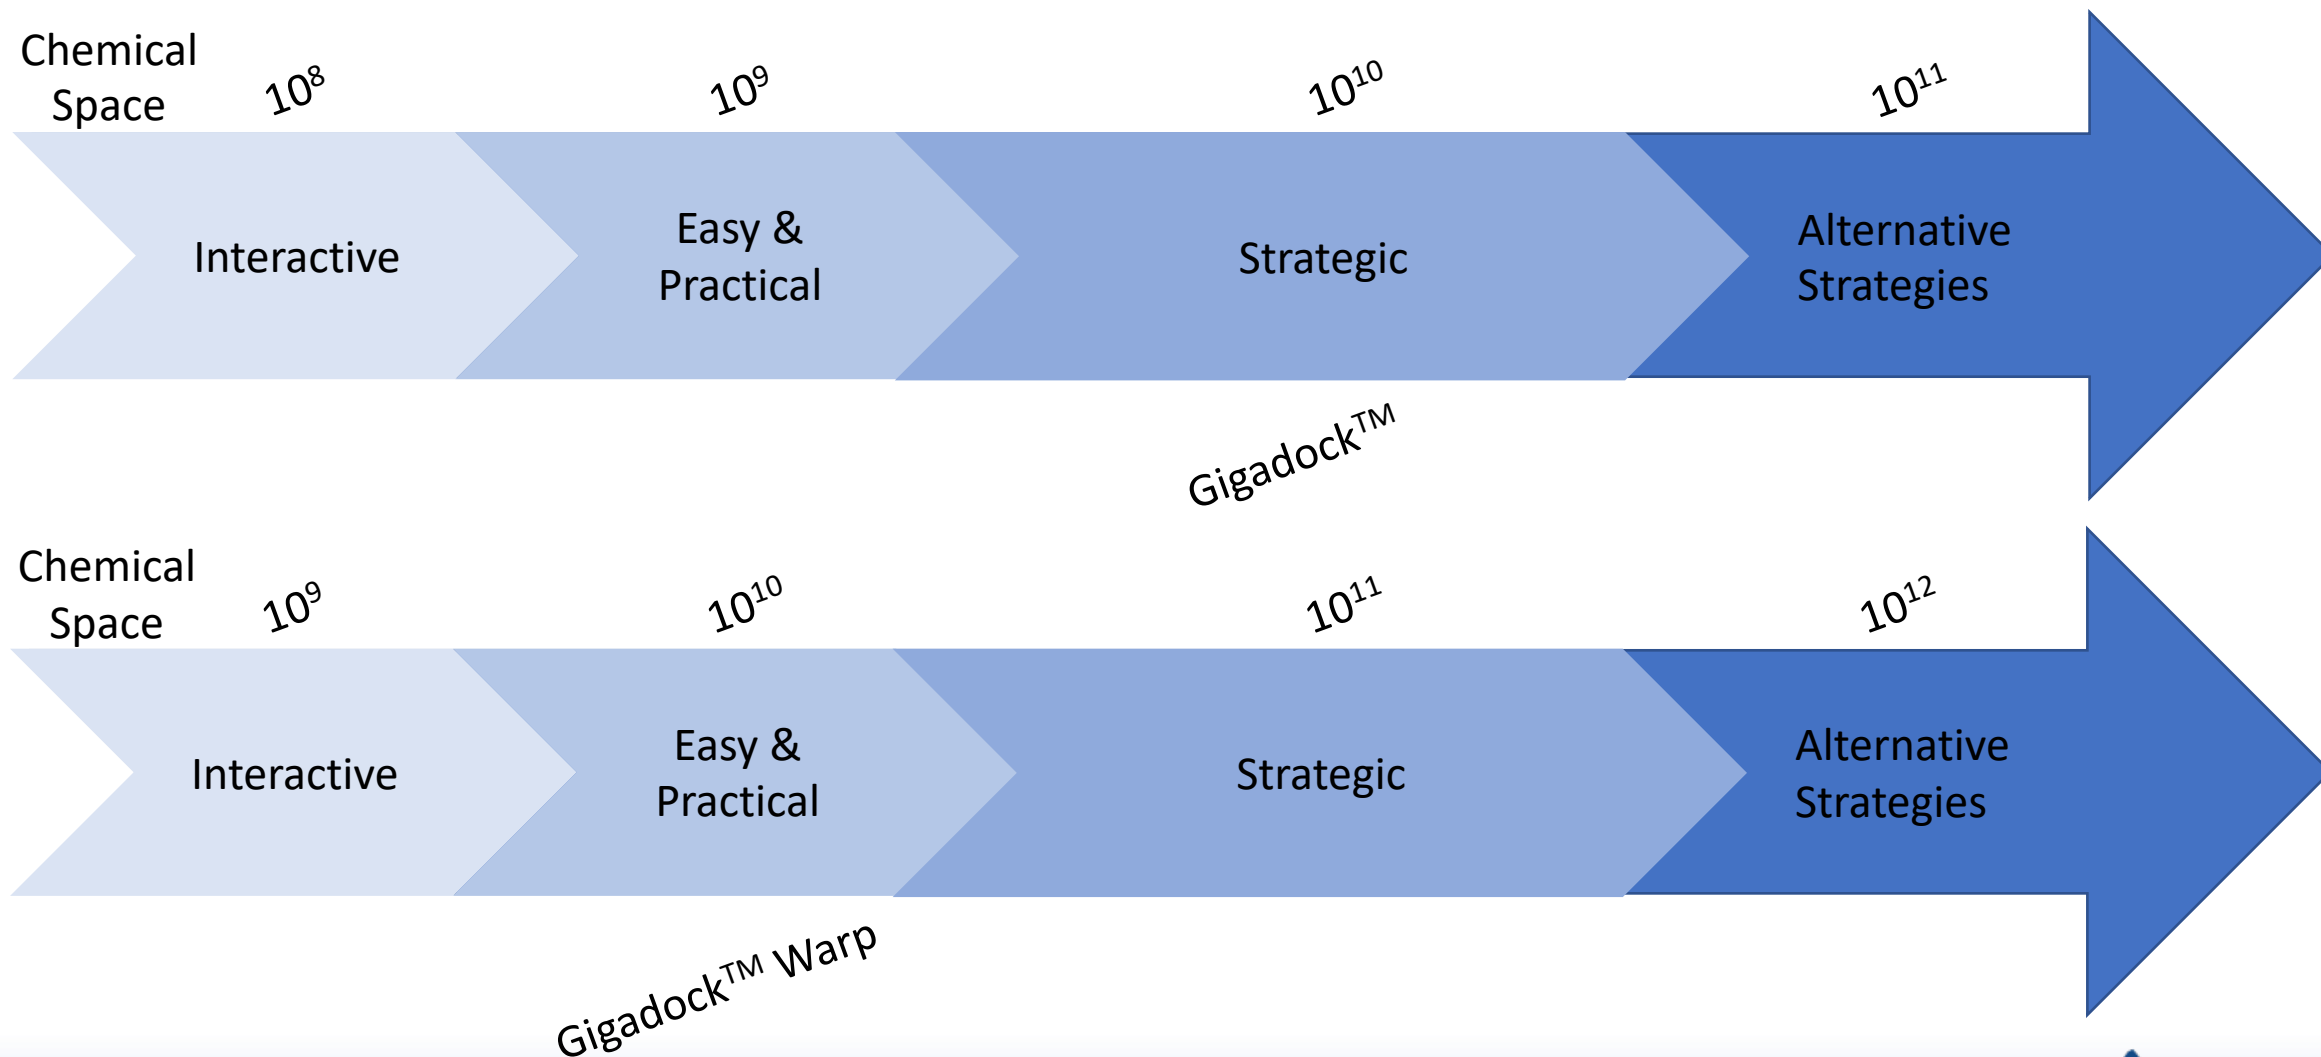 Chemical
Space
10⁸
10⁹
10¹⁰
10¹¹
Interactive
Easy &
Practical
Strategic
Alternative
Strategies
Gigadock™
Chemical
Space
10⁹
10¹⁰
10¹¹
10¹²
Interactive
Easy &
Practical
Strategic
Alternative
Strategies
Gigadock™ Warp